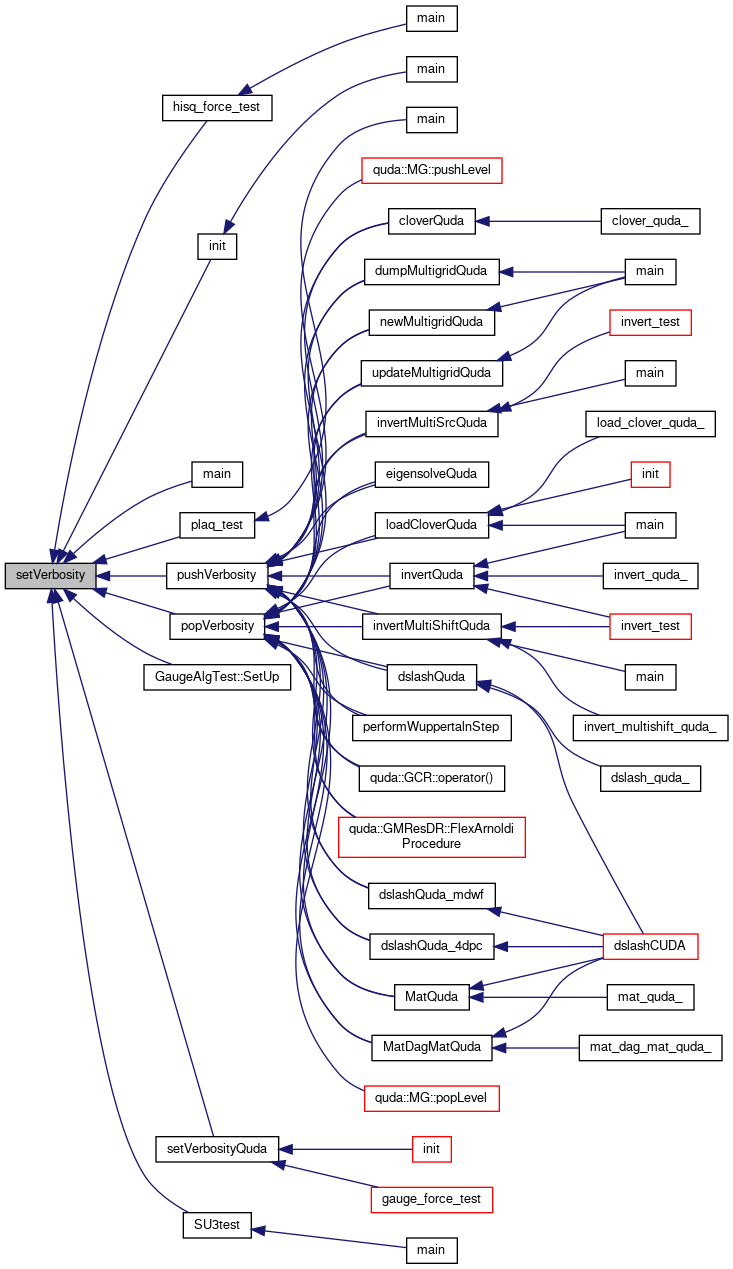 main
main
hisq_force_test
main
quda::MG::pushLevel
cloverQuda
clover_quda_
init
dumpMultigridQuda
main
newMultigridQuda
invert_test
updateMultigridQuda
main
invertMultiSrcQuda
load_clover_quda_
main
eigensolveQuda
init
plaq_test
loadCloverQuda
main
setVerbosity
pushVerbosity
invertQuda
invert_quda_
popVerbosity
invertMultiShiftQuda
invert_test
GaugeAlgTest::SetUp
dslashQuda
main
performWuppertalnStep
invert_multishift_quda_
quda::GCR::operator()
dslash_quda_
quda::GMResDR::FlexArnoldi
Procedure
dslashQuda_mdwf
dslashQuda_4dpc
dslashCUDA
MatQuda
mat_quda_
MatDagMatQuda
mat_dag_mat_quda_
quda::MG::popLevel
setVerbosityQuda
init
gauge_force_test
SU3test
main